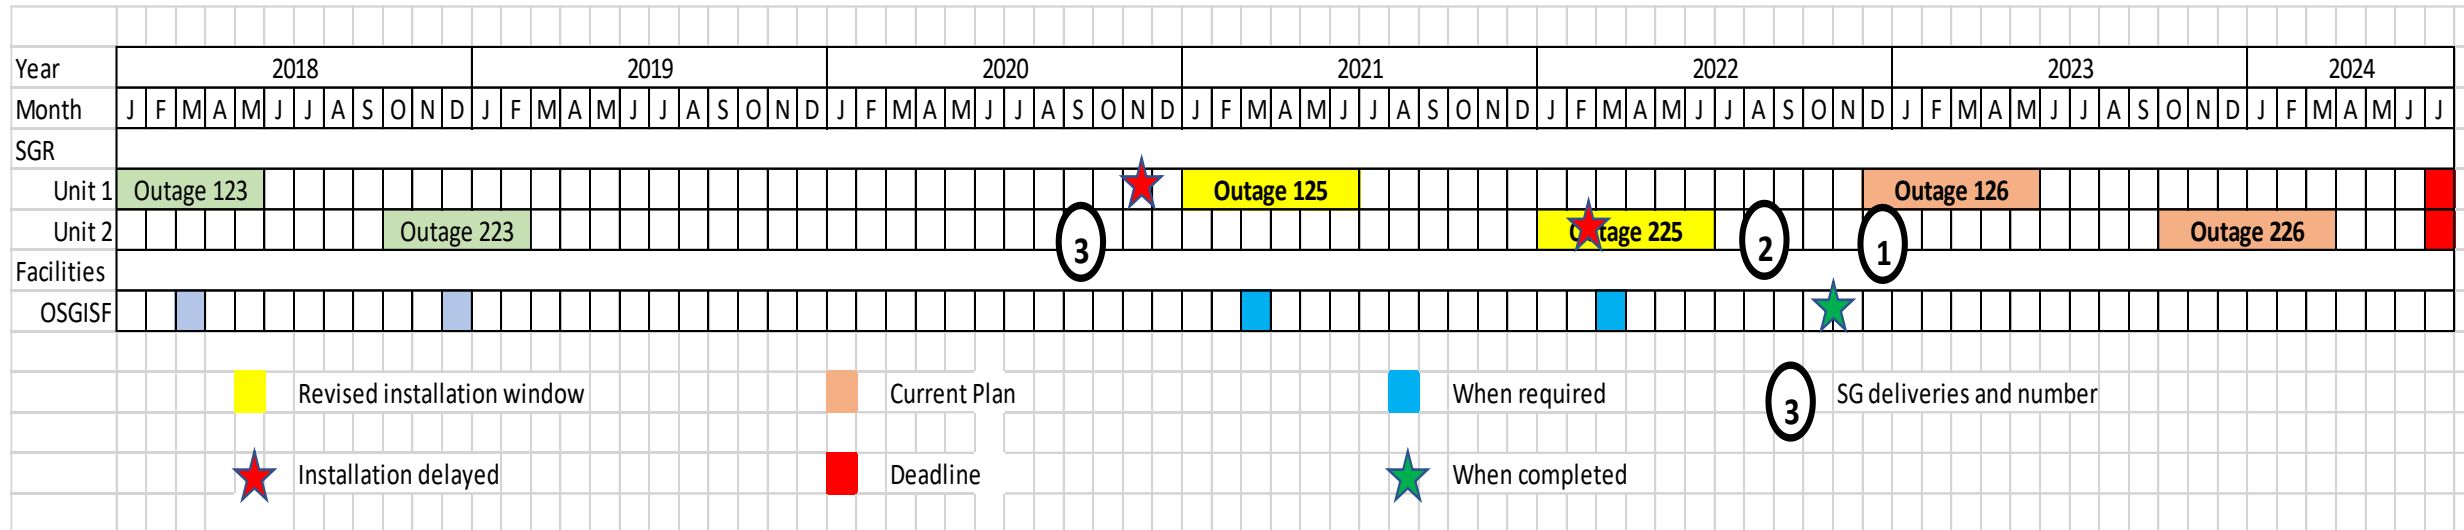 Year 2018 2019 2020 2021 2022 2023 2024
Month J F M A M J J A S O N D J F M A M J J A S O N D J F M A M J J A S O N D J F M A M J J A S O N D J F M A M J J A S O N D J F M A M J J A S O N D J F M A M J J
SGR
Unit 1 Outage 123 Outage 125 Outage 126
Unit 2 Outage 223 3 Outage 225 2 1 Outage 226
Facilities
OSGISF
Revised installation window Current Plan When required 3 SG deliveries and number
Installation delayed Deadline When completed